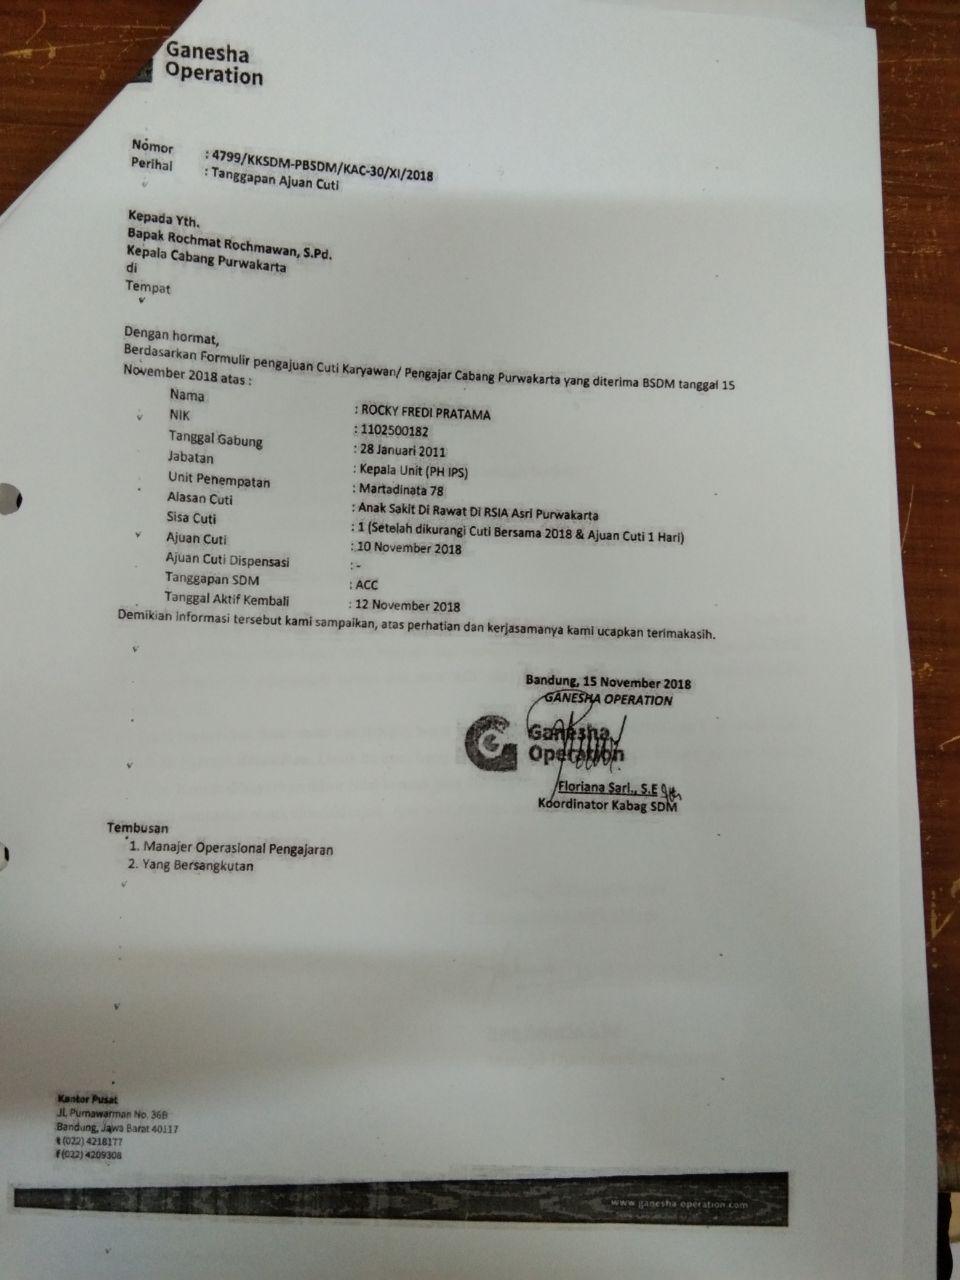 Ganesha
Operation
Nomor : 4799/KKSDM-PBSDM/KAC-30/XI/2018
Perihal : Tanggapan Ajuan Cuti
Kepada Yth.
Bapak Rochmat Rochmawan, S.Pd.
Kepala Cabang Purwakarta
di
Tempat
Dengan hormat,
Berdasarkan Formulir pengajuan Cuti Karyawan/ Pengajar Cabang Purwakarta yang diterima BSDM tanggal 15
November 2018 atas :
Nama : ROCKY FREDI PRATAMA
NIK : 1102500182
Tanggal Gabung : 28 Januari 2011
Jabatan : Kepala Unit (PH IPS)
Unit Penempatan : Martadinata 78
Alasan Cuti : Anak Sakit Di Rawat Di RSIA Asri Purwakarta
Sisa Cuti : 1 (Setelah dikurangi Cuti Bersama 2018 & Ajuan Cuti 1 Hari)
Ajuan Cuti : 10 November 2018
Ajuan Cuti Dispensasi : -
Tanggapan SDM : ACC
Tanggal Aktif Kembali : 12 November 2018
Demikian informasi tersebut kami sampaikan, atas perhatian dan kerjasamanya kami ucapkan terimakasih.
Bandung, 15 November 2018
GANESHA OPERATION
Ganesha
Operation
Floriana Sari., S.E
Koordinator Kabag SDM
Tembusan
1. Manajer Operasional Pengajaran
2. Yang Bersangkutan
Kantor Pusat
Jl. Purnawarman No. 36B
Bandung, Jawa Barat 40117
t (022) 4218177
f (022) 4209308
www.ganesha-operation.com